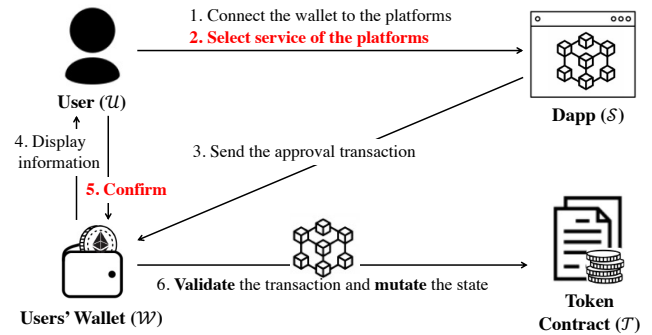 1. Connect the wallet to the platforms
2. Select service of the platforms
User (𝒰)
Dapp (𝒮)
4. Display
information
3. Send the approval transaction
5. Confirm
6. Validate the transaction and mutate the state
Users' Wallet (𝒲)
Token
Contract (𝒯)